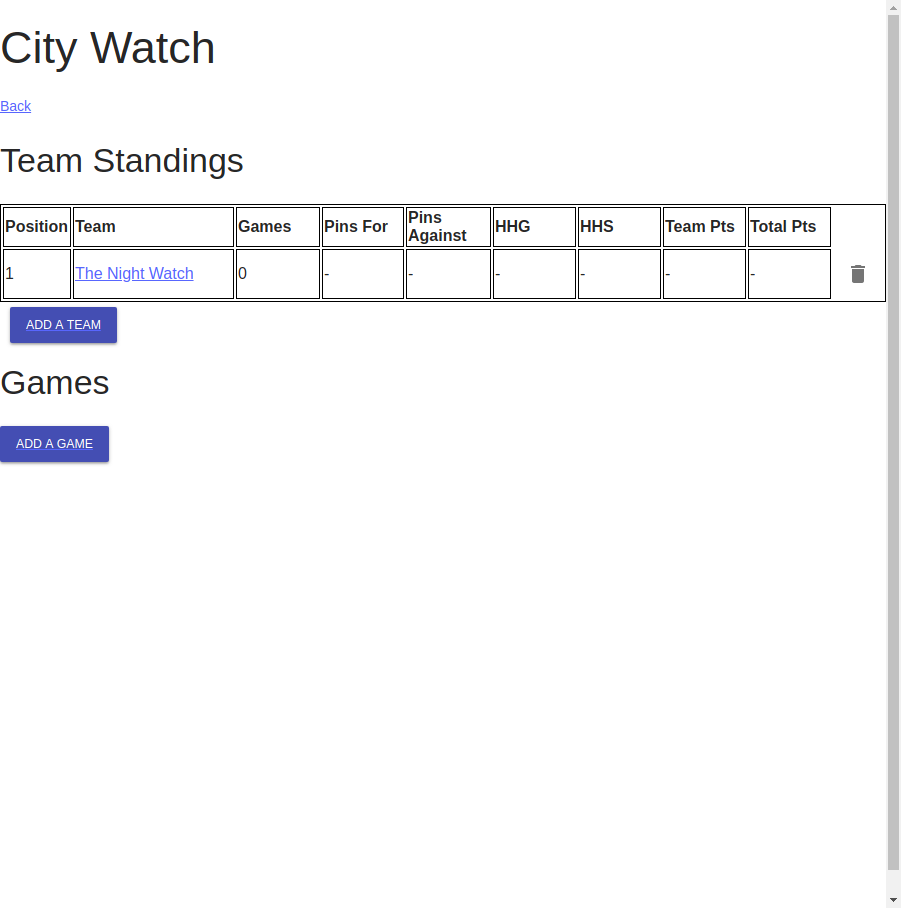 City Watch
Back
Team Standings
Position Team Games Pins For Pins Against HHG HHS Team Pts Total Pts
1 The Night Watch 0 - - - - - -
ADD A TEAM
Games
ADD A GAME